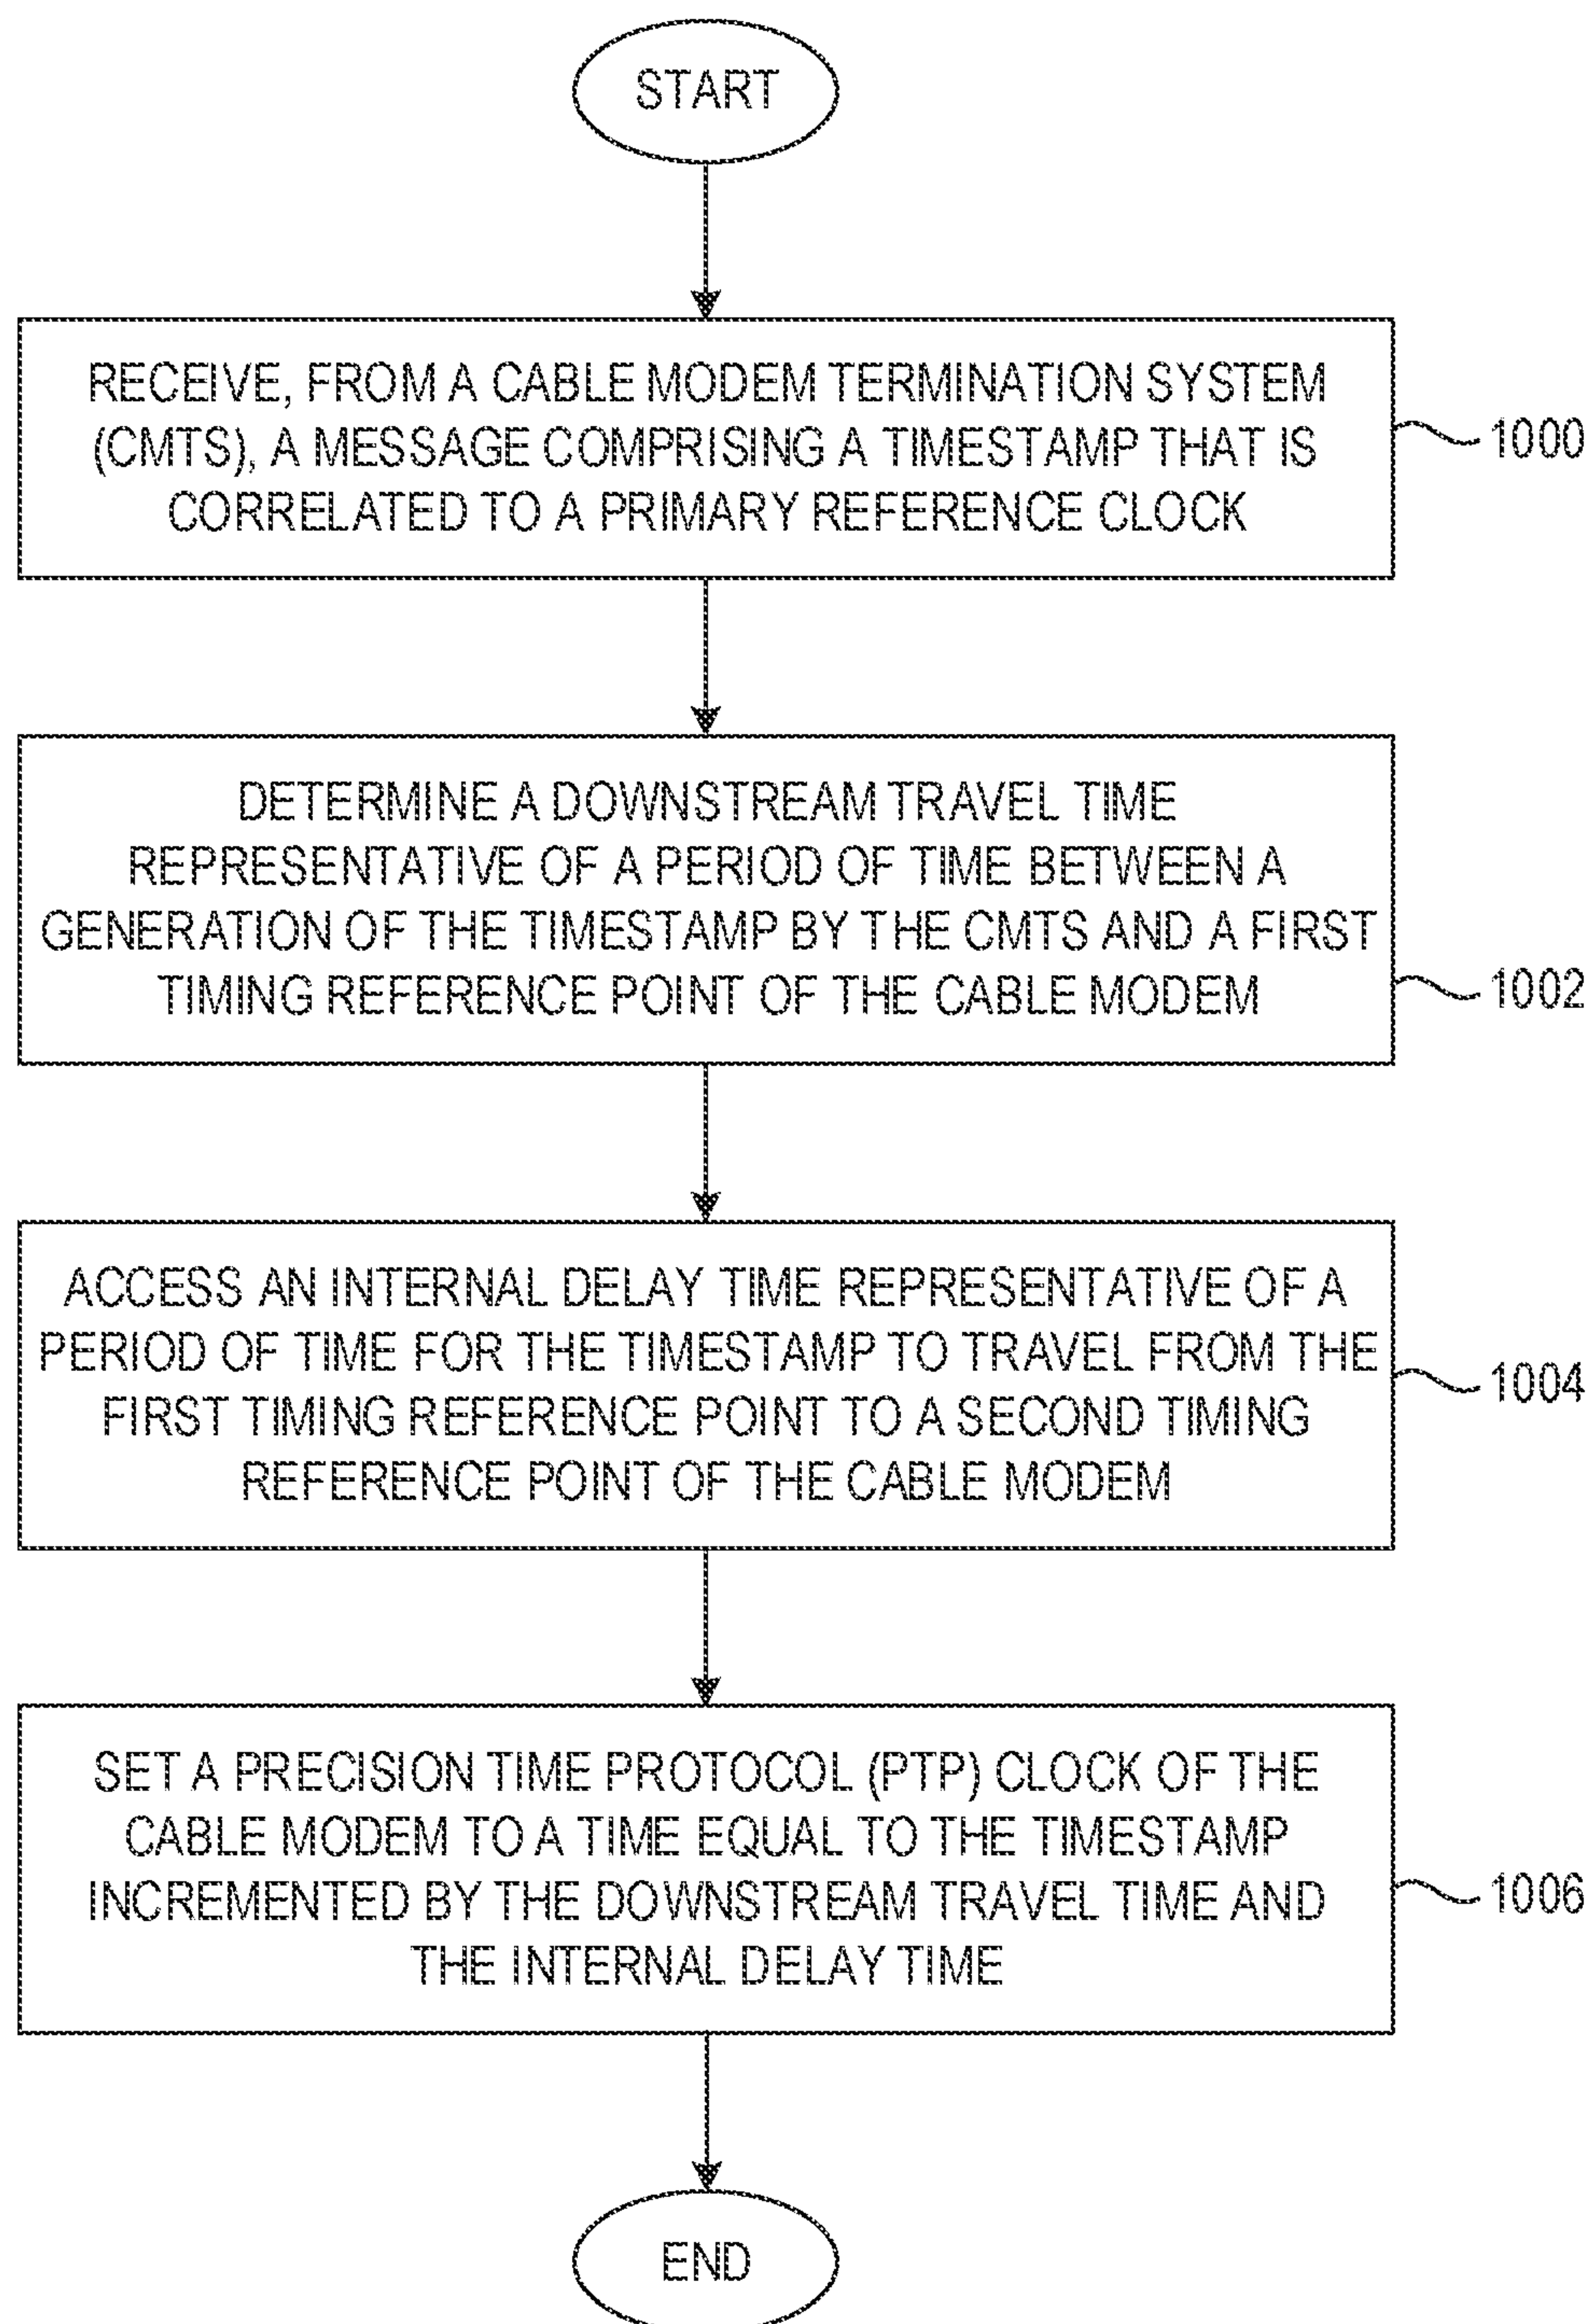 START
RECEIVE, FROM A CABLE MODEM TERMINATION SYSTEM
(CMTS), A MESSAGE COMPRISING A TIMESTAMP THAT IS
CORRELATED TO A PRIMARY REFERENCE CLOCK
1000
DETERMINE A DOWNSTREAM TRAVEL TIME
REPRESENTATIVE OF A PERIOD OF TIME BETWEEN A
GENERATION OF THE TIMESTAMP BY THE CMTS AND A FIRST
TIMING REFERENCE POINT OF THE CABLE MODEM
1002
ACCESS AN INTERNAL DELAY TIME REPRESENTATIVE OF A
PERIOD OF TIME FOR THE TIMESTAMP TO TRAVEL FROM THE
FIRST TIMING REFERENCE POINT TO A SECOND TIMING
REFERENCE POINT OF THE CABLE MODEM
1004
SET A PRECISION TIME PROTOCOL (PTP) CLOCK OF THE
CABLE MODEM TO A TIME EQUAL TO THE TIMESTAMP
INCREMENTED BY THE DOWNSTREAM TRAVEL TIME AND
THE INTERNAL DELAY TIME
1006
END